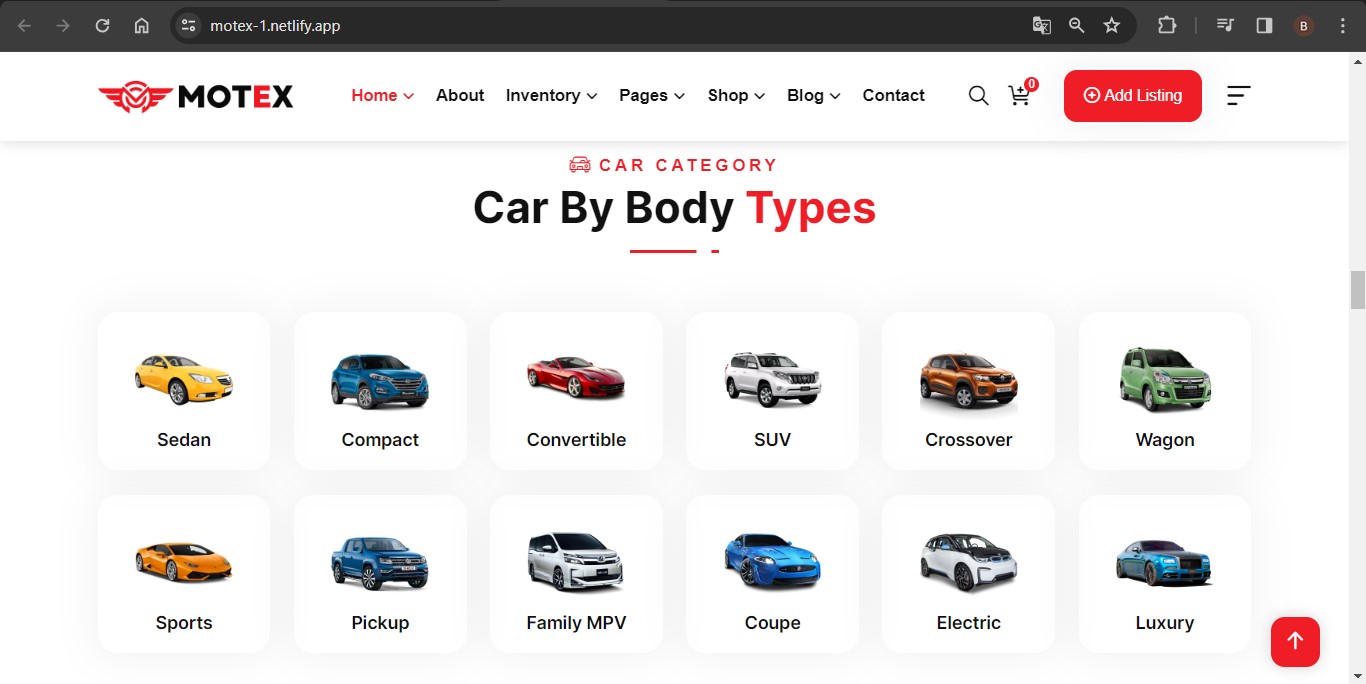 motex-1.netlify.app
B
MOTEX
Home About Inventory Pages Shop Blog Contact
0
Add Listing
CAR CATEGORY
Car By Body Types
Sedan Compact Convertible SUV Crossover Wagon
Sports Pickup Family MPV Coupe Electric Luxury